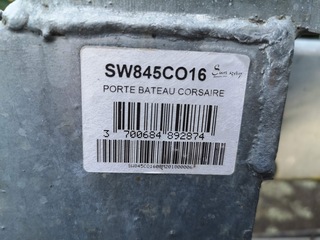 SW845CO16
PORTE BATEAU CORSAIRE
3 700684 892874